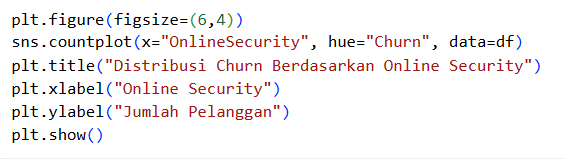 plt.figure(figsize=(6,4))
sns.countplot(x="OnlineSecurity", hue="Churn", data=df)
plt.title("Distribusi Churn Berdasarkan Online Security")
plt.xlabel("Online Security")
plt.ylabel("Jumlah Pelanggan")
plt.show()